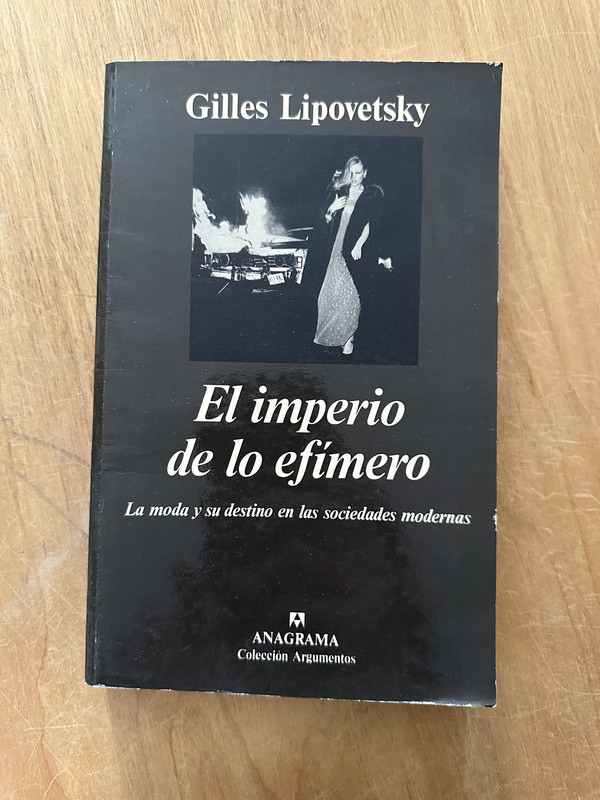 Gilles Lipovetsky
El imperio
de lo efímero
La moda y su destino en las sociedades modernas
ANAGRAMA
Colección Argumentos